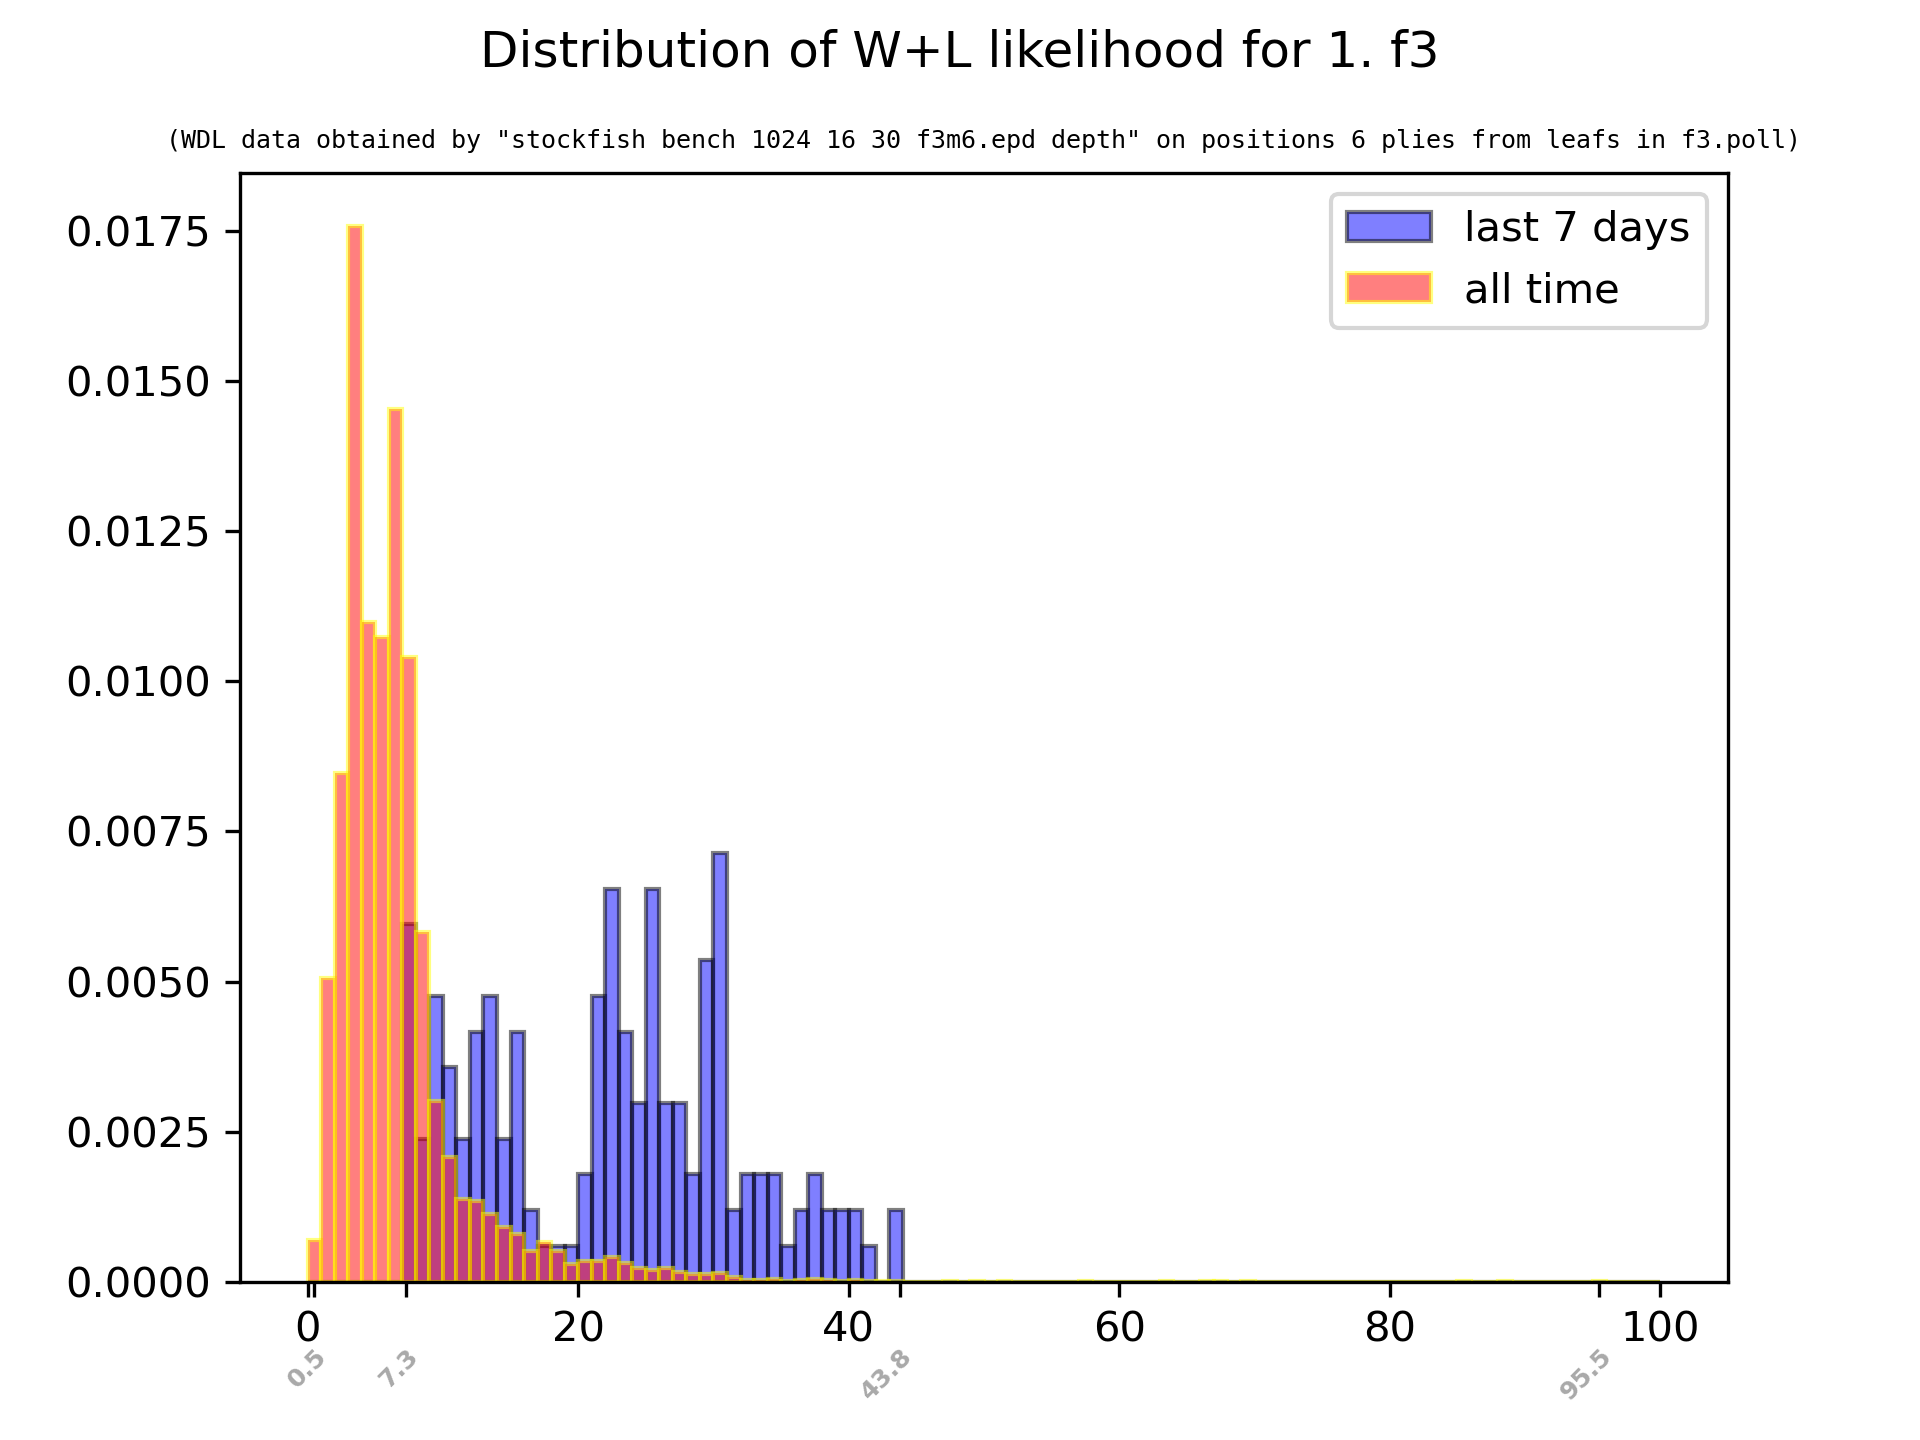 Distribution of W+L likelihood for 1. f3
(WDL data obtained by "stockfish bench 1024 16 30 f3m6.epd depth" on positions 6 plies from leafs in f3.poll)
last 7 days
all time
0.0175
0.0150
0.0125
0.0100
0.0075
0.0050
0.0025
0.0000
0 20 40 60 80 100
0.5 7.3 43.8 95.5